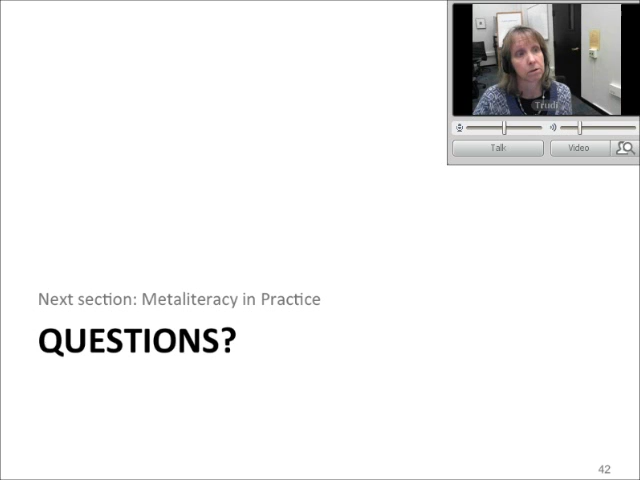 Trudi
Talk
Video
Next section: Metaliteracy in Practice
QUESTIONS?
42